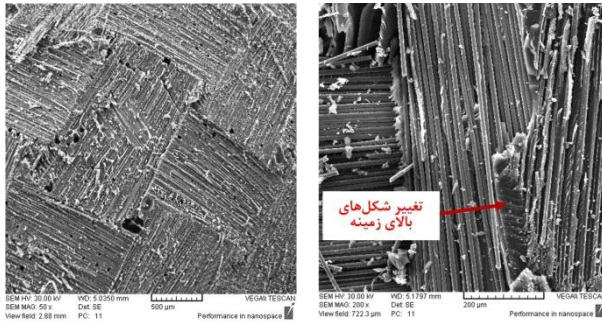 SEM HV: 30.00 kV WD: 5.0350 mm VEGA\\ TESCAN
SEM MAG: 50 x Det: SE 500 µm
View field: 2.88 mm PC: 11 Performance in nanospace
تغییر شکل‌های
بالای زمینه
SEM HV: 30.00 kV WD: 5.1797 mm VEGA\\ TESCAN
SEM MAG: 200 x Det: SE 200 µm
View field: 722.3 µm PC: 11 Performance in nanospace